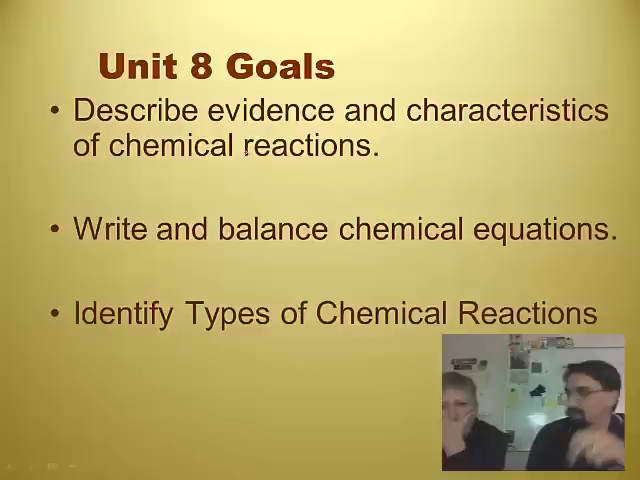 Unit 8 Goals
• Describe evidence and characteristics
of chemical reactions.
• Write and balance chemical equations.
• Identify Types of Chemical Reactions